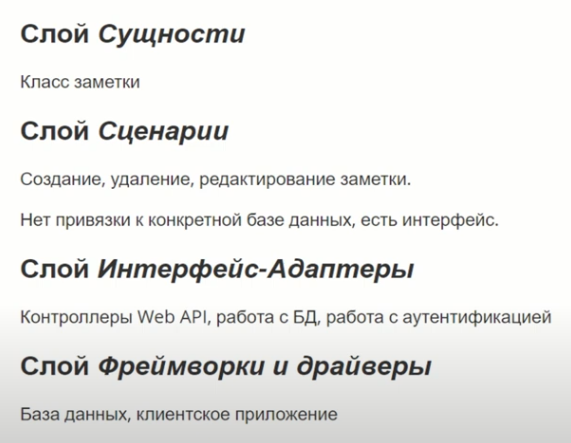 Слой Сущности
Класс заметки
Слой Сценарии
Создание, удаление, редактирование заметки.
Нет привязки к конкретной базе данных, есть интерфейс.
Слой Интерфейс-Адаптеры
Контроллеры Web API, работа с БД, работа с аутентификацией
Слой Фреймворки и драйверы
База данных, клиентское приложение